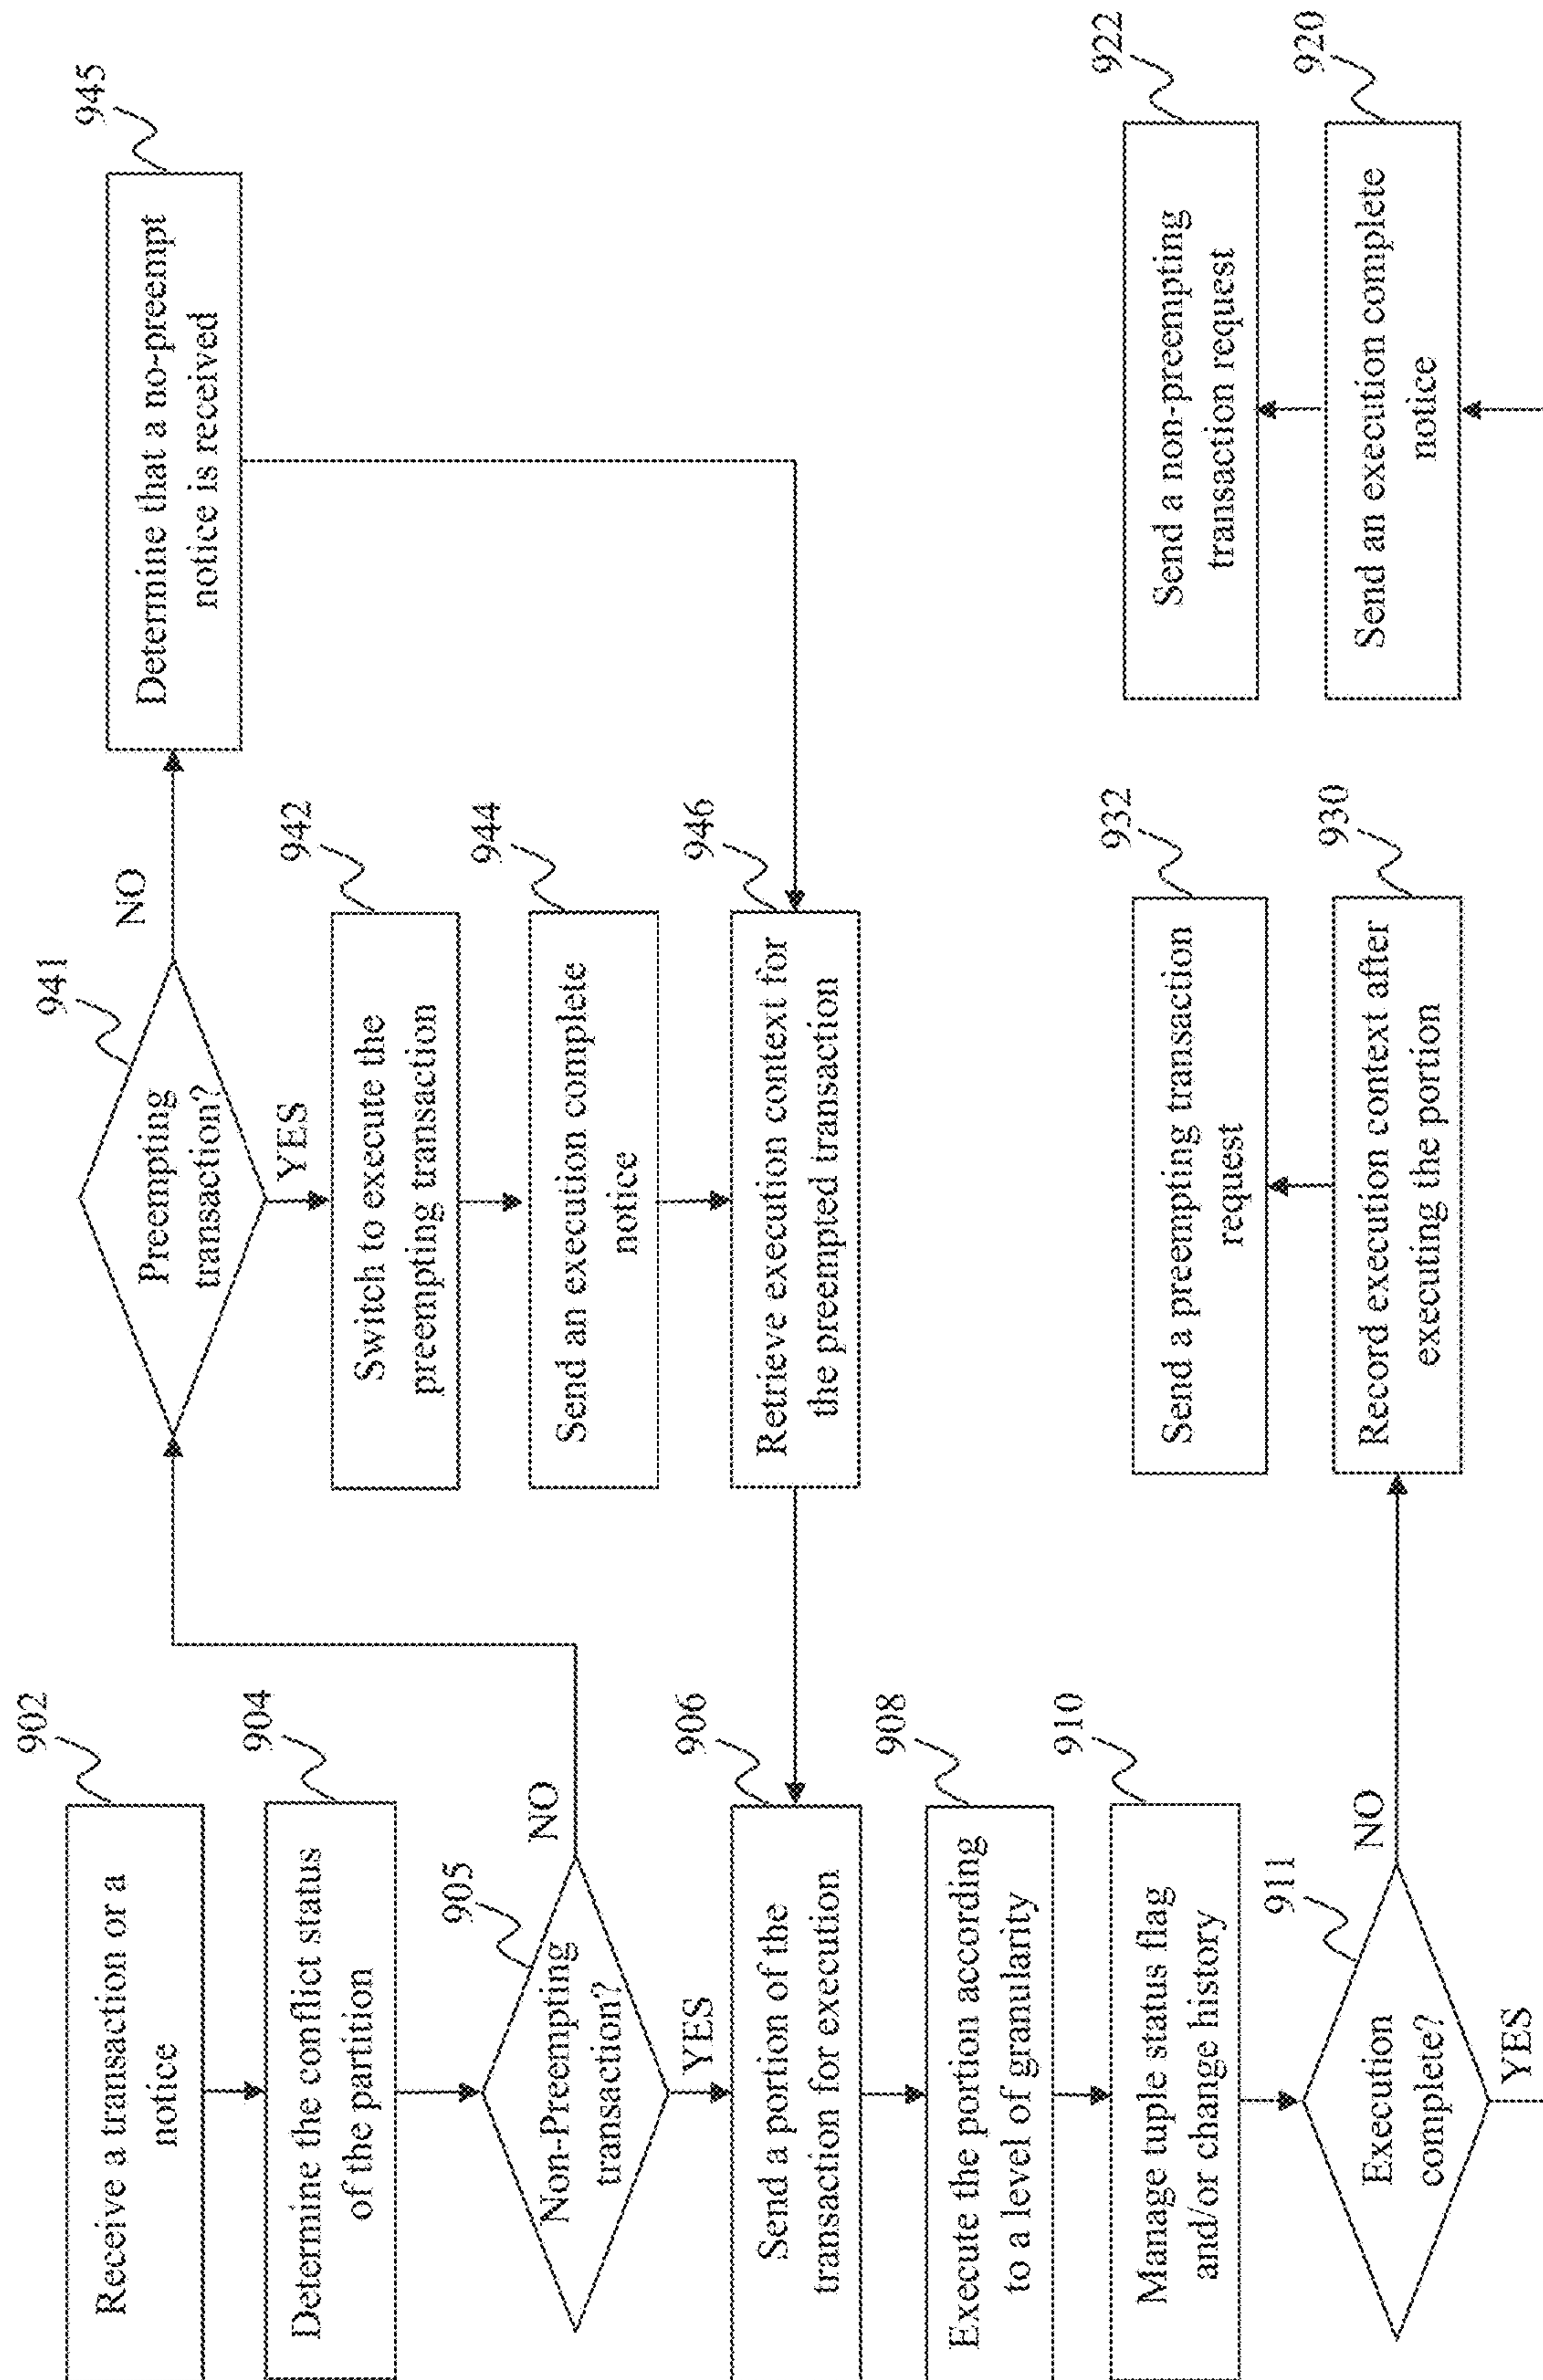 902
Receive a transaction or a
notice
904
Determine the conflict status
of the partition
905
Non-Preempting
transaction?
NO
YES
906
Send a portion of the
transaction for execution
908
Execute the portion according
to a level of granularity
910
Manage tuple status flag
and/or change history
911
Execution
complete?
NO
YES
941
Preempting
transaction?
NO
YES
942
Switch to execute the
preempting transaction
944
Send an execution complete
notice
946
Retrieve execution context for
the preempted transaction
945
Determine that a no-preempt
notice is received
932
Send a preempting transaction
request
930
Record execution context after
executing the portion
922
Send a non-preempting
transaction request
920
Send an execution complete
notice